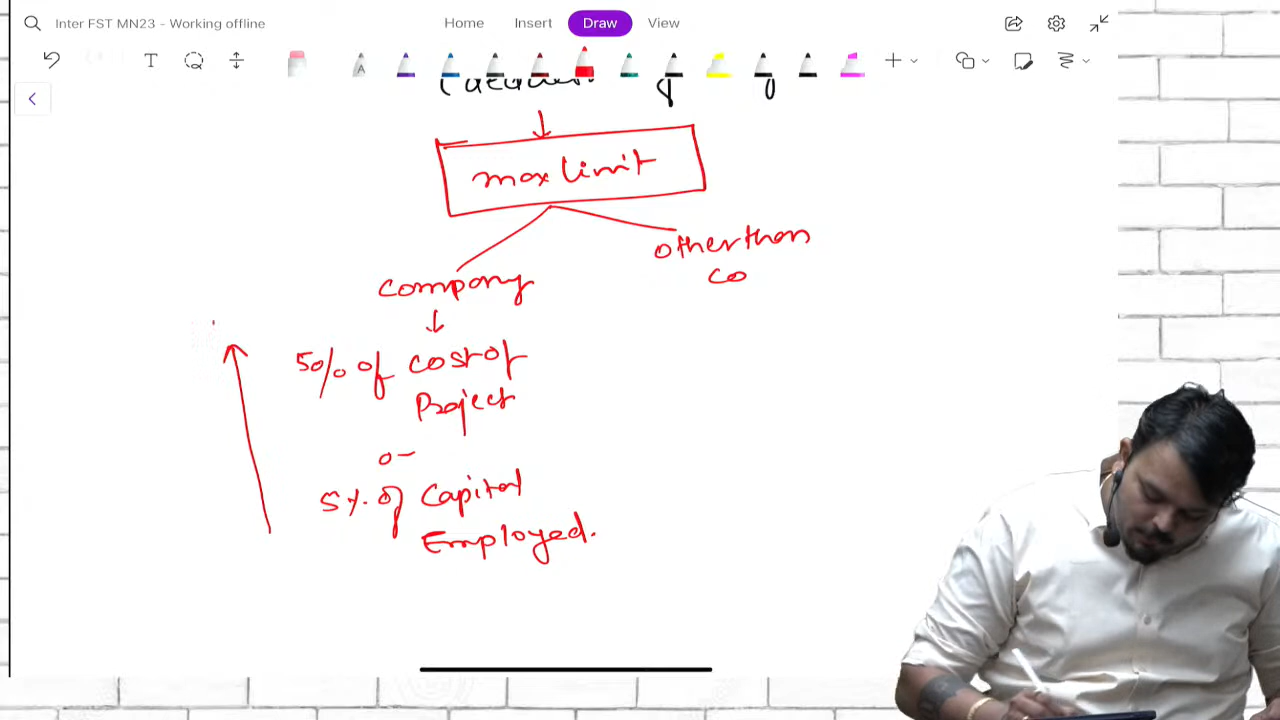 Inter FST MN23 - Working offline
Home Insert Draw View
max limit
Company
other than
co
5% of cost of
Project
or
5% of Capital
Employed.